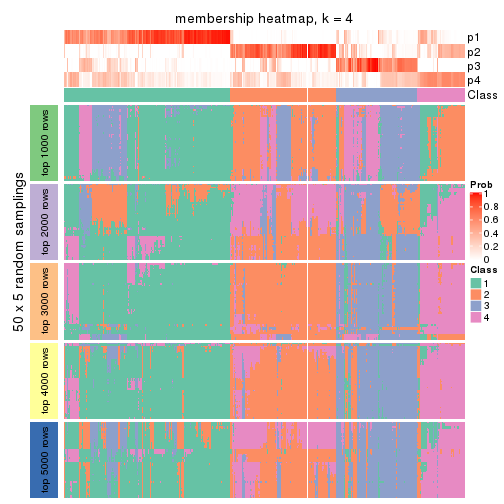 membership heatmap, k = 4
p1
p2
p3
p4
Class
50 x 5 random samplings
top 1000 rows
top 2000 rows
top 3000 rows
top 4000 rows
top 5000 rows
Prob
1
0.8
0.6
0.4
0.2
0
Class
1
2
3
4